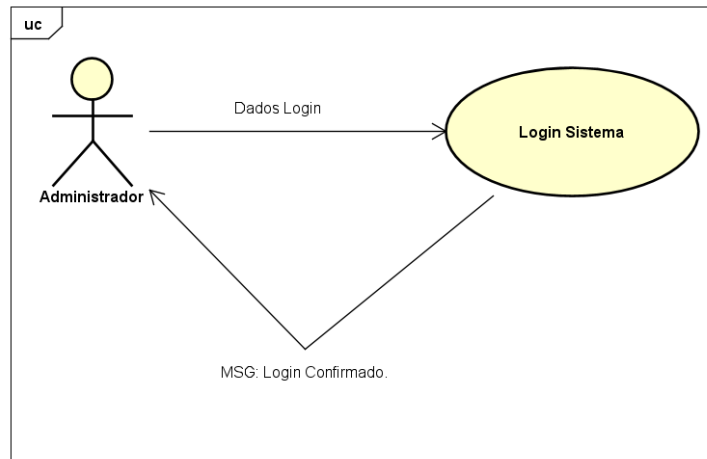 uc
Dados Login
Login Sistema
Administrador
MSG: Login Confirmado.